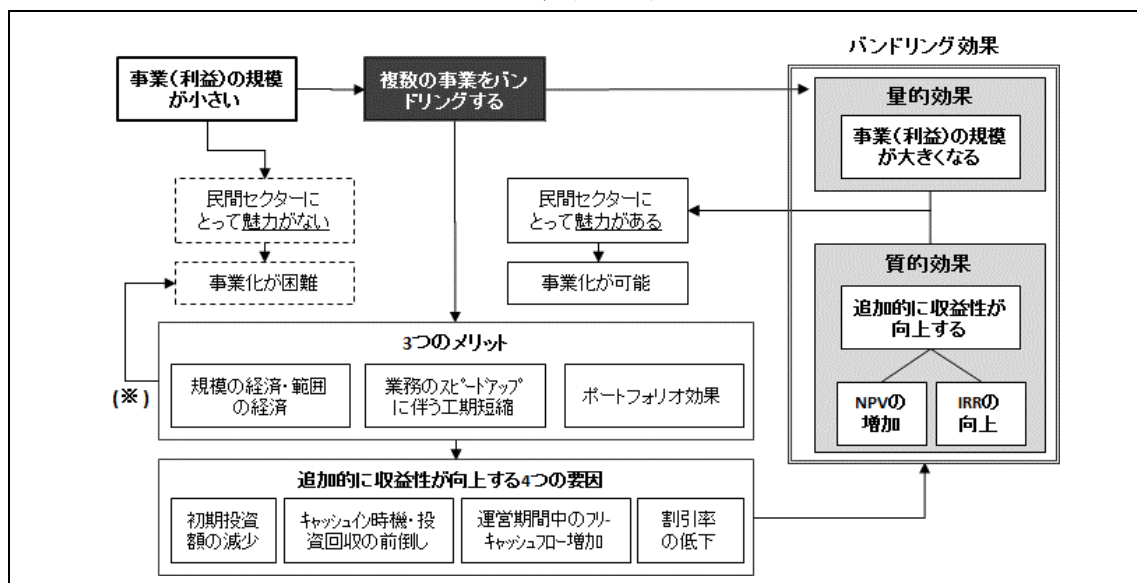 事業(利益)の規模
が小さい
複数の事業をバン
ドリングする
バンドリング効果
量的効果
事業(利益)の規模
が大きくなる
民間セクターに
とって魅力がない
民間セクターに
とって魅力がある
事業化が困難
事業化が可能
質的効果
追加的に収益性が
向上する
NPVの
増加
IRRの
向上
3つのメリット
(※)
規模の経済・範囲
の経済
業務のスピードアップ
に伴う工期短縮
ポートフォリオ効果
追加的に収益性が向上する4つの要因
初期投資
額の減少
キャッシュイン時機・投
資回収の前倒し
運営期間中のフリー
キャッシュフロー増加
割引率
の低下